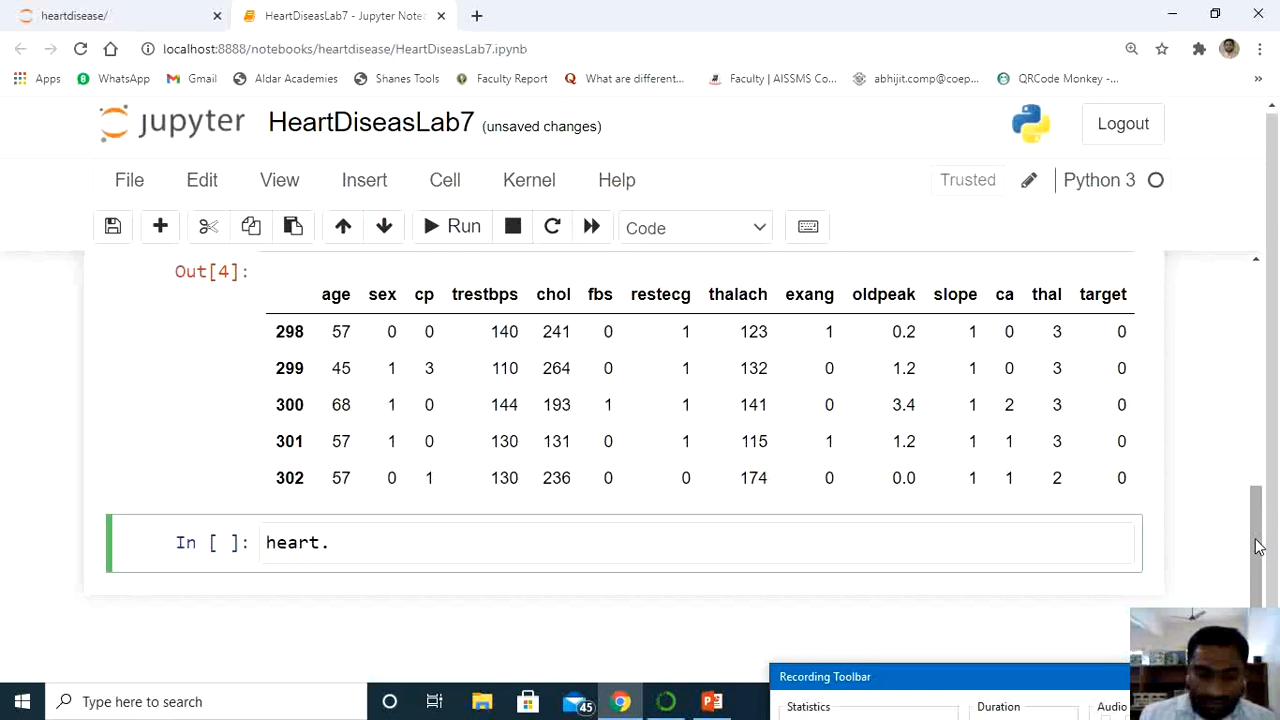 heartdisease/
HeartDiseasLab7 - Jupyter Note
localhost:8888/notebooks/heartdisease/HeartDiseasLab7.ipynb
Apps WhatsApp Gmail Aldar Academies Shanes Tools Faculty Report What are different... Faculty | AISSMS Co... abhijit.comp@coep... QRCode Monkey -... »
jupyter HeartDiseasLab7 (unsaved changes) Logout
File Edit View Insert Cell Kernel Help Trusted Python 3
Run Code
Out[4]:
age sex cp trestbps chol fbs restecg thalach exang oldpeak slope ca thal target
298 57 0 0 140 241 0 1 123 1 0.2 1 0 3 0
299 45 1 3 110 264 0 1 132 0 1.2 1 0 3 0
300 68 1 0 144 193 1 1 141 0 3.4 1 2 3 0
301 57 1 0 130 131 0 1 115 1 1.2 1 1 3 0
302 57 0 1 130 236 0 0 174 0 0.0 1 1 2 0
In [ ]: heart.
Recording Toolbar
Statistics Duration Audio
Type here to search
45